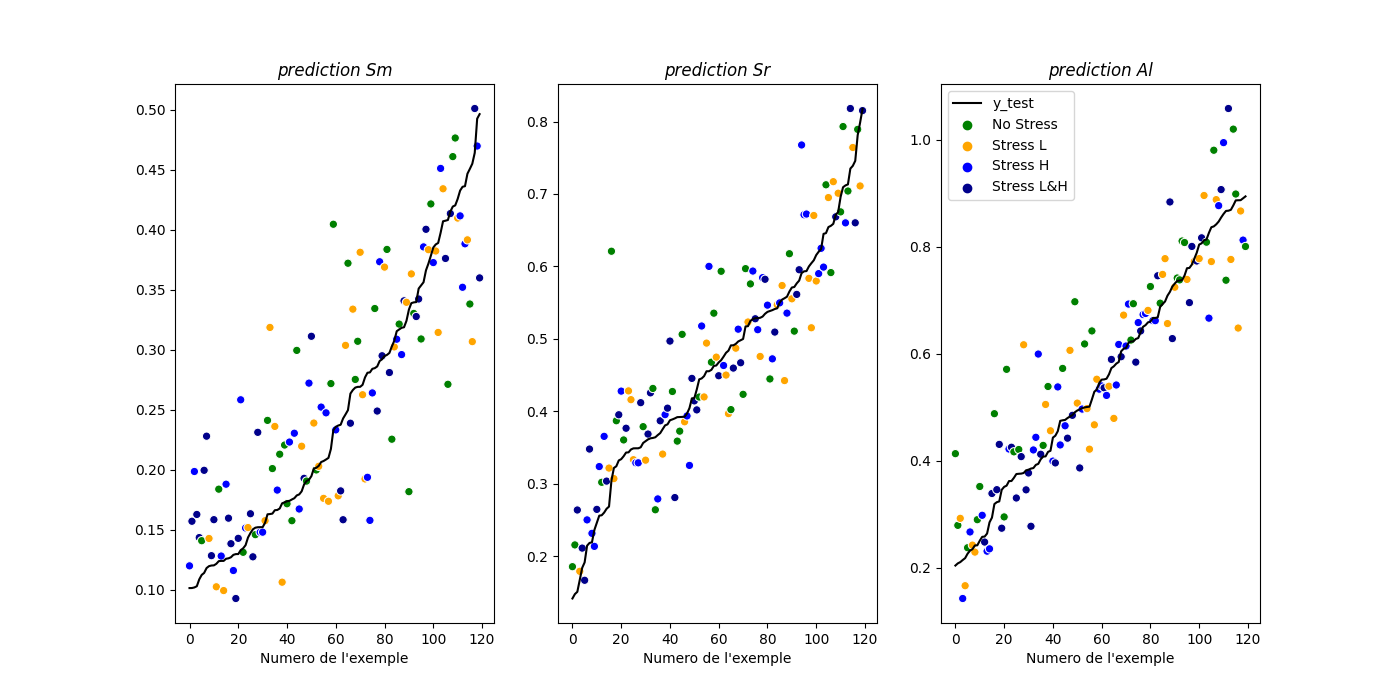 prediction Sm
0.50
0.45
0.40
0.35
0.30
0.25
0.20
0.15
0.10
0 20 40 60 80 100 120
Numero de l'exemple
prediction Sr
0.8
0.7
0.6
0.5
0.4
0.3
0.2
0 20 40 60 80 100 120
Numero de l'exemple
prediction Al
y_test
No Stress
Stress L
Stress H
Stress L&H
1.0
0.8
0.6
0.4
0.2
0 20 40 60 80 100 120
Numero de l'exemple